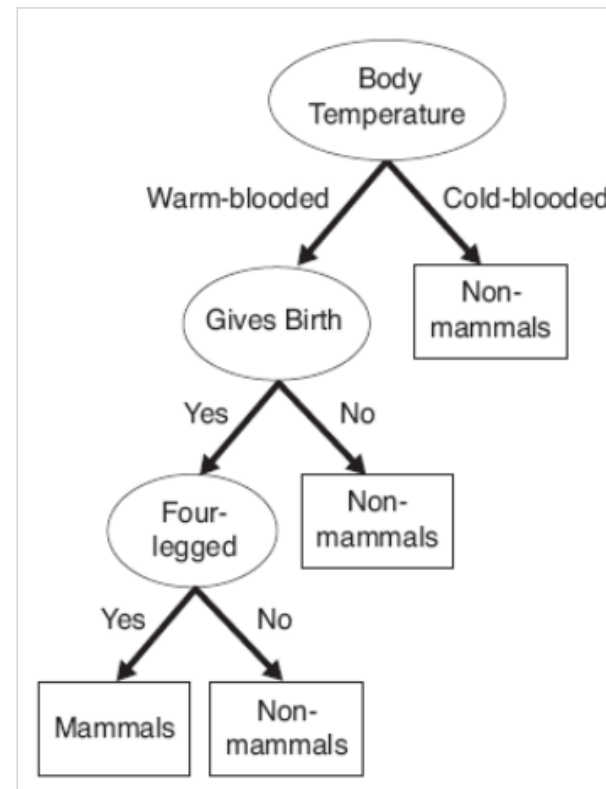 Body
Temperature
Warm-blooded
Cold-blooded
Gives Birth
Non-
mammals
Yes
No
Four-
legged
Non-
mammals
Yes
No
Mammals
Non-
mammals